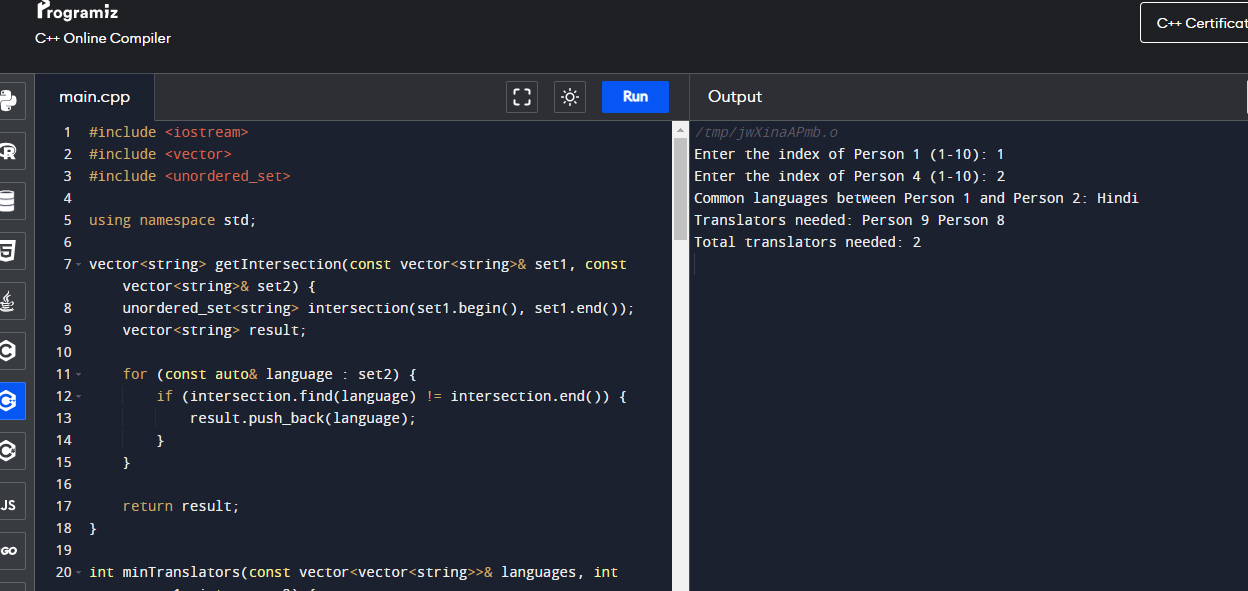 Programiz
C++ Online Compiler
C++ Certificat
main.cpp
Run
Output
1 #include <iostream>
2 #include <vector>
3 #include <unordered_set>
4
5 using namespace std;
6
7 vector<string> getIntersection(const vector<string>& set1, const
vector<string>& set2) {
8 unordered_set<string> intersection(set1.begin(), set1.end());
9 vector<string> result;
10
11 for (const auto& language : set2) {
12 if (intersection.find(language) != intersection.end()) {
13 result.push_back(language);
14 }
15 }
16
17 return result;
18 }
19
20 int minTranslators(const vector<vector<string>>& languages, int
JS
GO
/tmp/jwXinaAPmb.o
Enter the index of Person 1 (1-10): 1
Enter the index of Person 4 (1-10): 2
Common languages between Person 1 and Person 2: Hindi
Translators needed: Person 9 Person 8
Total translators needed: 2